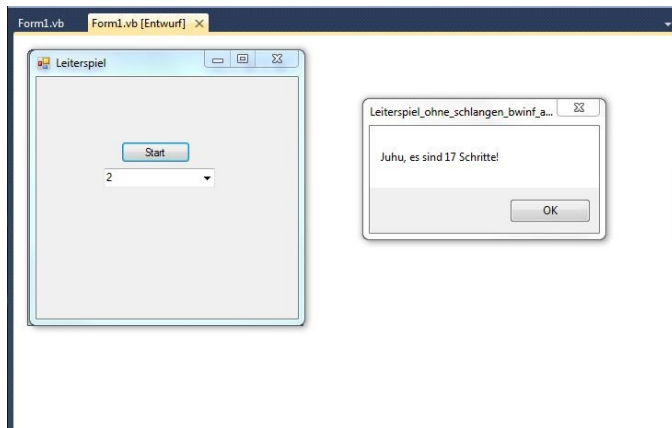 Form1.vb
Form1.vb [Entwurf]
Leiterspiel
Start
2
Leiterspiel_ohne_schlangen_bwinf_a...
Juhu, es sind 17 Schritte!
OK